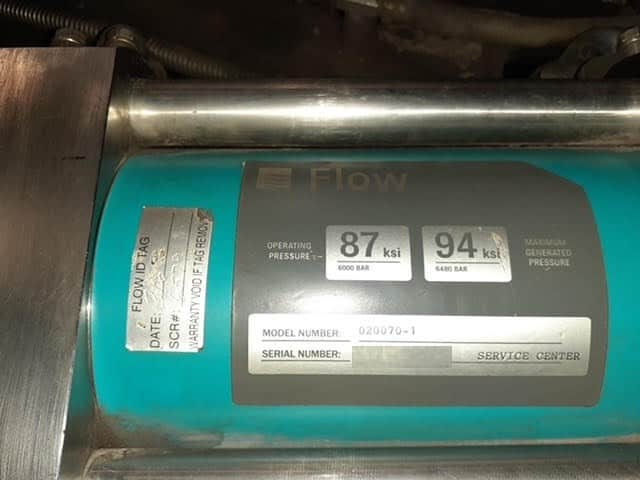 Flow
OPERATING
PRESSURE :-
87 ksi
6000 BAR
94 ksi
6480 BAR
MAXIMUM
GENERATED
PRESSURE
MODEL NUMBER: 020070-1
SERIAL NUMBER: SERVICE CENTER
FLOW ID TAG
DATE:
SCR#:
WARRANTY VOID IF TAG REMOV